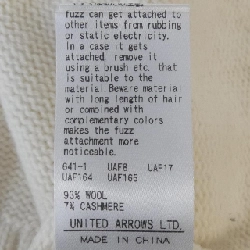 fuzz can get attached to
other items from rubbing
or static electricity.
In a case it gets
attached, remove it
using a brush etc. that
is suitable to the
material. Beware material
with long length of hair
or combined with
complementary colors
makes the fuzz
attachment more
noticeable.
641-1 UAF8 UAF17
UAF164 UAF165
93% WOOL
7% CASHMERE
UNITED ARROWS LTD.
MADE IN CHINA